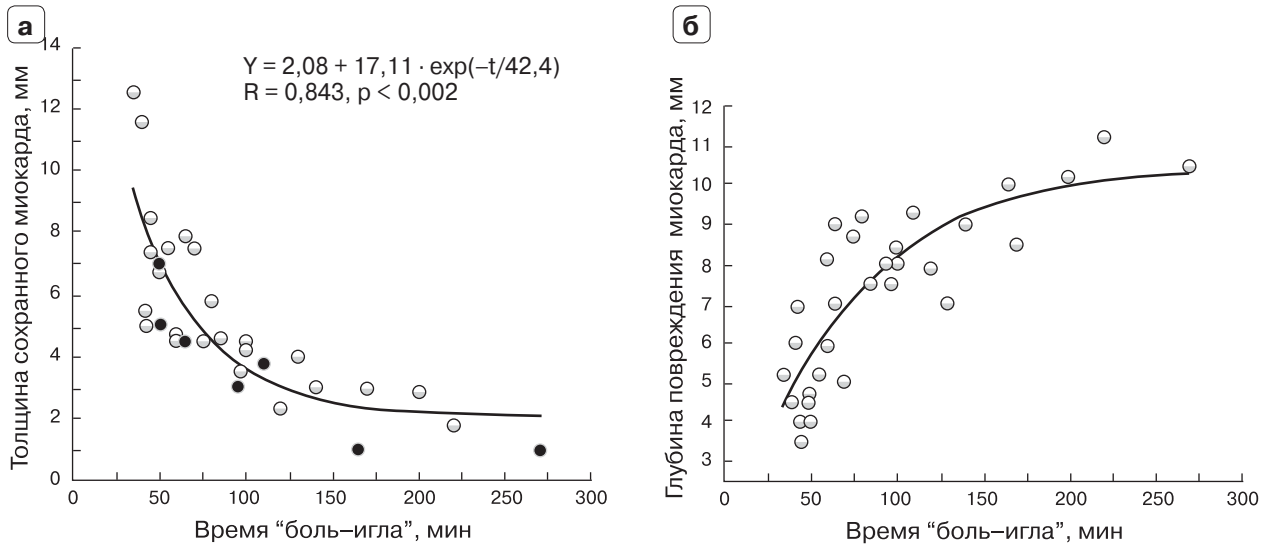 а
Толщина сохранного миокарда, мм
14
12
10
8
6
4
2
0
Y = 2,08 + 17,11 · exp(–t/42,4)
R = 0,843, p < 0,002
0 50 100 150 200 250 300
Время “боль–игла”, мин
б
Глубина повреждения миокарда, мм
12
11
10
9
8
7
6
5
4
3
0 50 100 150 200 250 300
Время “боль–игла”, мин